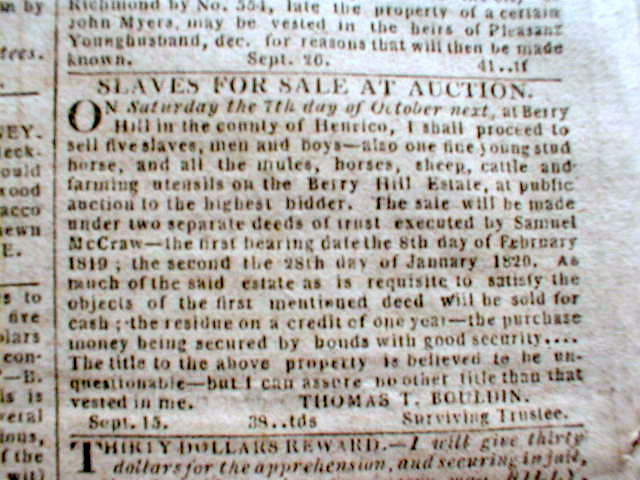 Richmond by No. 554, late the property of a certain
John Myers, may be vested in the heirs of Pleasant
Younghusband, dec. for reasons that will then be made
known. Sept. 26. 41..tf
SLAVES FOR SALE AT AUCTION.
ON Saturday the 7th day of October next, at Berry
Hill in the county of Henrico, I shall proceed to
sell five slaves, men and boys—also one fine young stud
horse, and all the mules, horses, sheep, cattle and
farming utensils on the Berry Hill Estate, at public
auction to the highest bidder. The sale will be made
under two separate deeds of trust executed by Samuel
McCraw—the first bearing date the 8th day of February
1819; the second the 28th day of January 1820. As
much of the said estate as is requisite to satisfy the
objects of the first mentioned deed will be sold for
cash; the residue on a credit of one year—the purchase
money being secured by bonds with good security....
The title to the above property is believed to be un-
questionable—but I can assure no other title than that
vested in me. THOMAS T. BOULDIN.
Sept. 15. 38..tds Surviving Trustee.
THIRTY DOLLARS REWARD.—I will give thirty
dollars for the apprehension, and securing in jail,